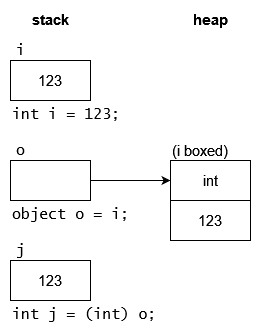 stack heap
i
123
int i = 123;
o (i boxed)
int
object o = i;
123
j
123
int j = (int) o;